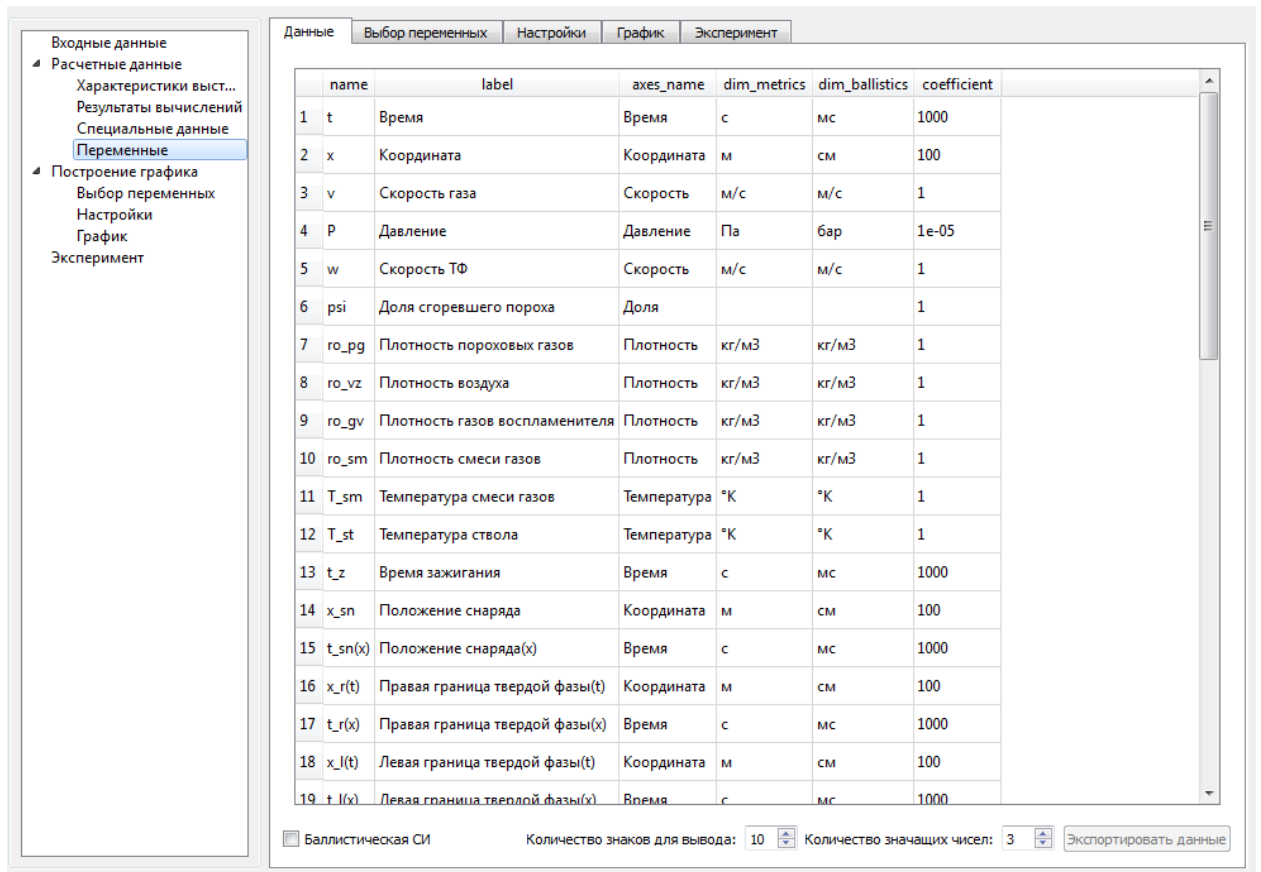 Входные данные
Расчетные данные
Характеристики выст...
Результаты вычислений
Специальные данные
Переменные
Построение графика
Выбор переменных
Настройки
График
Эксперимент
Данные Выбор переменных Настройки График Эксперимент
name label axes_name dim_metrics dim_ballistics coefficient
1 t Время Время с мс 1000
2 x Координата Координата м см 100
3 v Скорость газа Скорость м/с м/с 1
4 P Давление Давление Па бар 1e-05
5 w Скорость ТФ Скорость м/с м/с 1
6 psi Доля сгоревшего пороха Доля 1
7 ro_pg Плотность пороховых газов Плотность кг/м3 кг/м3 1
8 ro_vz Плотность воздуха Плотность кг/м3 кг/м3 1
9 ro_gv Плотность газов воспламенителя Плотность кг/м3 кг/м3 1
10 ro_sm Плотность смеси газов Плотность кг/м3 кг/м3 1
11 T_sm Температура смеси газов Температура °K °K 1
12 T_st Температура ствола Температура °K °K 1
13 t_z Время зажигания Время с мс 1000
14 x_sn Положение снаряда Координата м см 100
15 t_sn(x) Положение снаряда(x) Время с мс 1000
16 x_r(t) Правая граница твердой фазы(t) Координата м см 100
17 t_r(x) Правая граница твердой фазы(x) Время с мс 1000
18 x_l(t) Левая граница твердой фазы(t) Координата м см 100
19 t_l(x) Левая граница твердой фазы(x) Время с мс 1000
Баллистическая СИ Количество знаков для вывода: 10 Количество значащих чисел: 3 Экспортировать данные